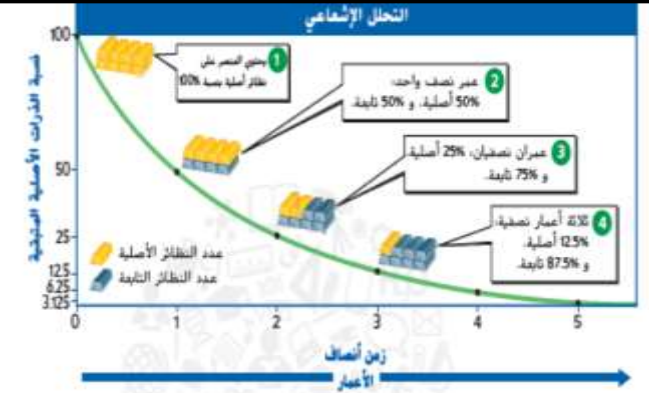 التحلل الإشعاعي
نسبة الذرات الأصلية المتبقية
100
50
25
12.5
6.25
3.125
1 يحتوي العنصر على
نظائر أصلية بنسبة 100%
2 عمر نصف واحد:
50% أصلية، و 50% تابعة.
3 عمران نصفيان، 25% أصلية
و 75% تابعة.
4 ثلاثة أعمار نصفية:
12.5% أصلية.
و 87.5% تابعة.
عدد النظائر الأصلية
عدد النظائر التابعة
0 1 2 3 4 5
زمن أنصاف
الأعمار